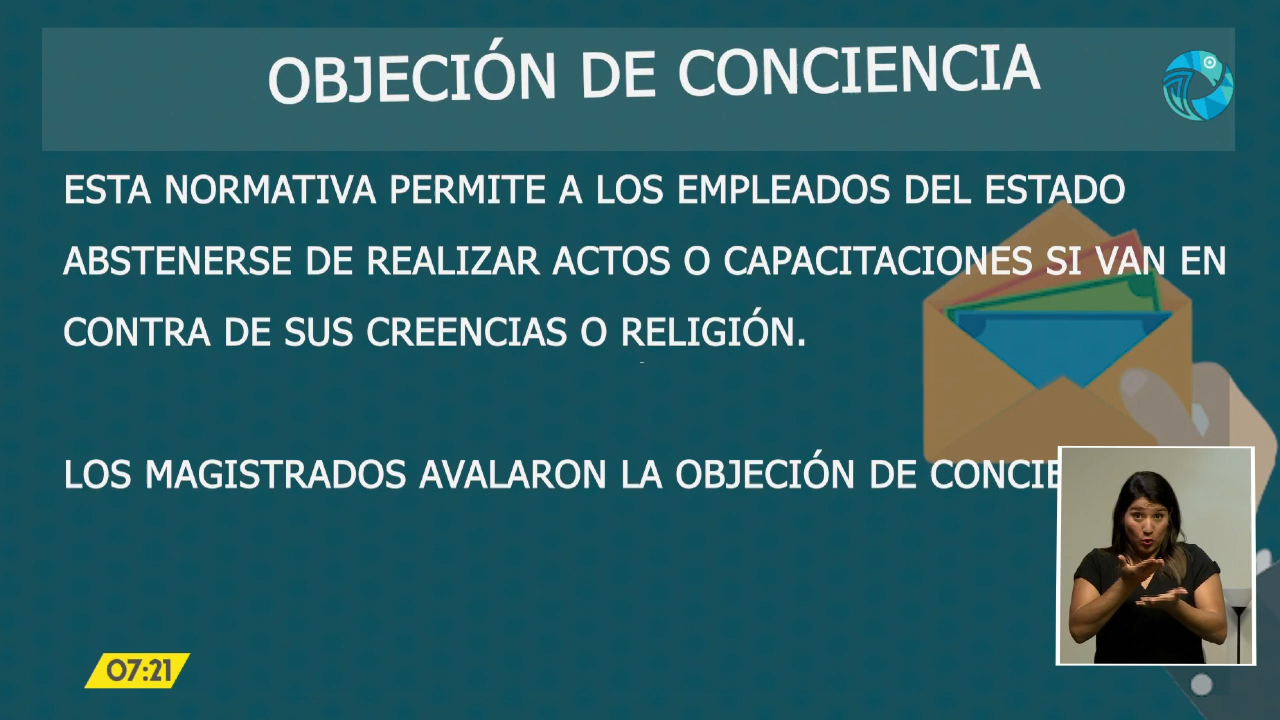 OBJECIÓN DE CONCIENCIA
ESTA NORMATIVA PERMITE A LOS EMPLEADOS DEL ESTADO
ABSTENERSE DE REALIZAR ACTOS O CAPACITACIONES SI VAN EN
CONTRA DE SUS CREENCIAS O RELIGIÓN.
LOS MAGISTRADOS AVALARON LA OBJECIÓN DE
07:21